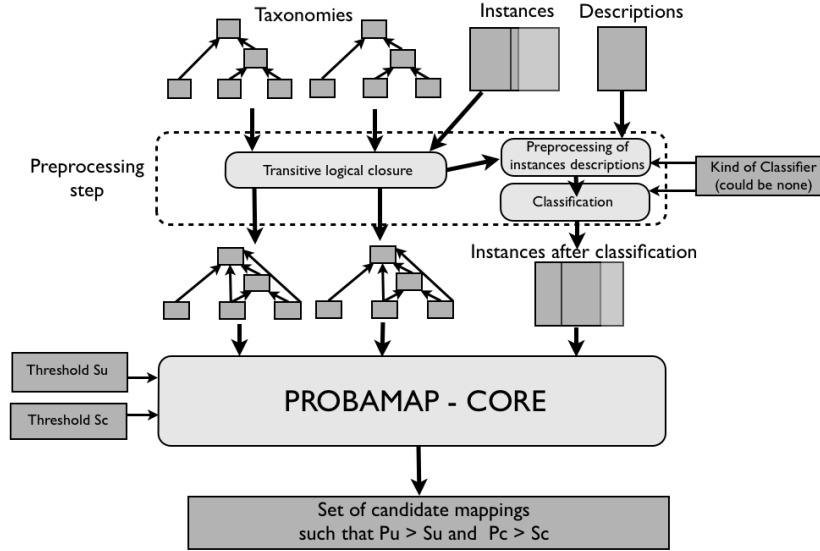 Taxonomies
Instances
Descriptions
Preprocessing
step
Transitive logical closure
Preprocessing of
instances descriptions
Kind of Classifier
(could be none)
Classification
Instances after classification
Threshold Su
Threshold Sc
PROBAMAP - CORE
Set of candidate mappings
such that Pu > Su and Pc > Sc